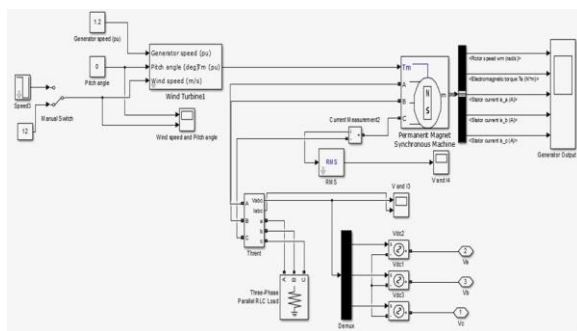 1.2
Generator speed (pu)
0
Pitch angle
Speed3
Manual Switch
12
Generator speed (pu)
Pitch angle (deg)Tm (pu)
Wind speed (m/s)
Wind Turbine1
Wind speed and Pitch angle
Current Measurement2
RMS
RMS
V and I4
Tm
A
B
C
m
N
S
Permanent Magnet
Synchronous Machine
<Rotor speed wm (rad/s)>
<Electromagnetic torque Te (N*m)>
<Stator current is_a (A)>
<Stator current is_b (A)>
<Stator current is_c (A)>
Generator Output
Vabc
Iabc
A
B
C
a
b
c
V and I3
A
B
C
Three-Phase
Parallel RLC Load
Demux
Vdc2
Vdc1
Vdc3
2
Va
3
Vb
1
Vc